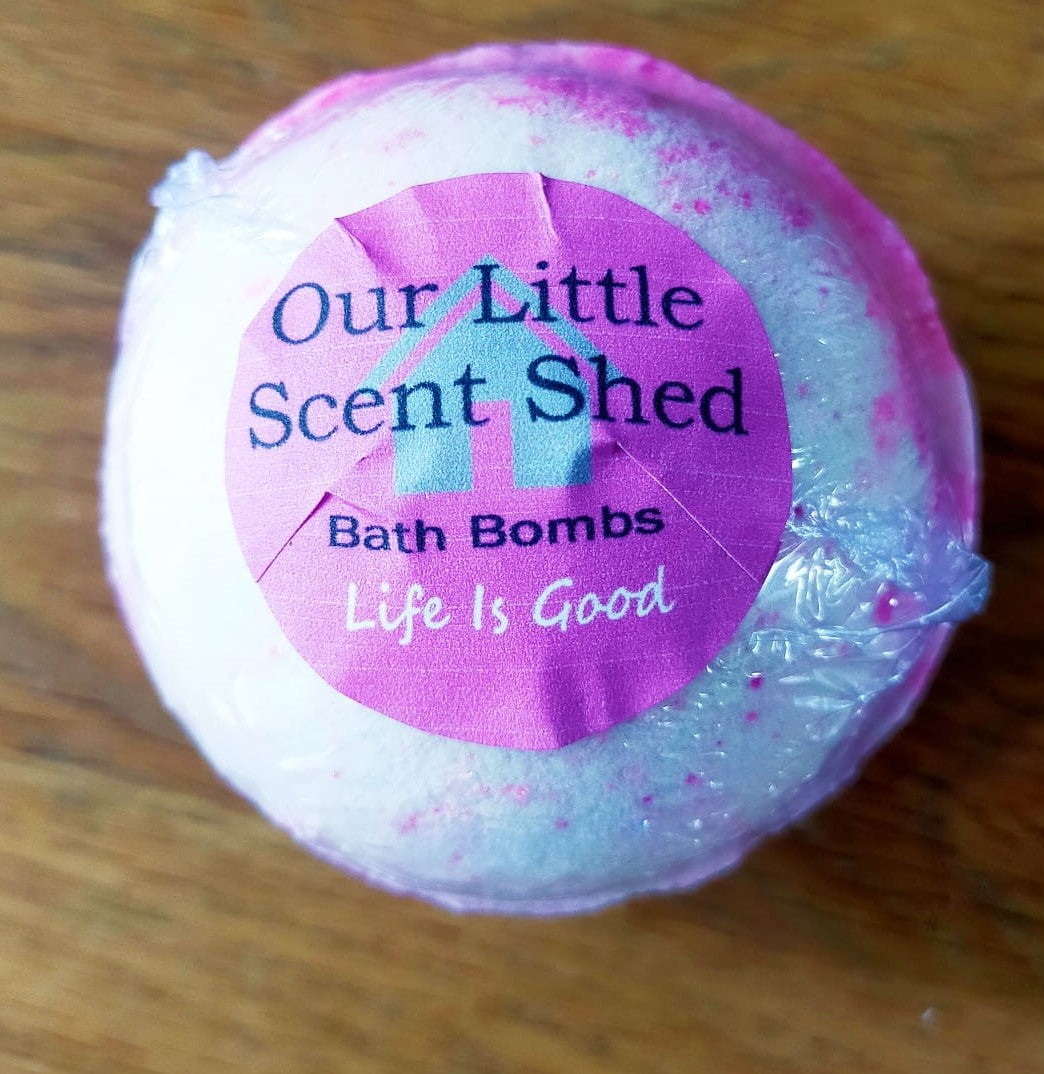 Our Little
Scent Shed
Bath Bombs
Life Is Good